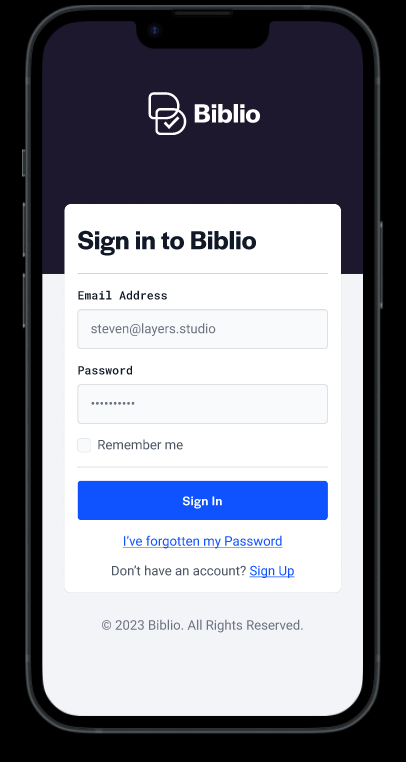 Biblio
Sign in to Biblio
Email Address
steven@layers.studio
Password
••••••••••
Remember me
Sign In
I’ve forgotten my Password
Don’t have an account? Sign Up
© 2023 Biblio. All Rights Reserved.